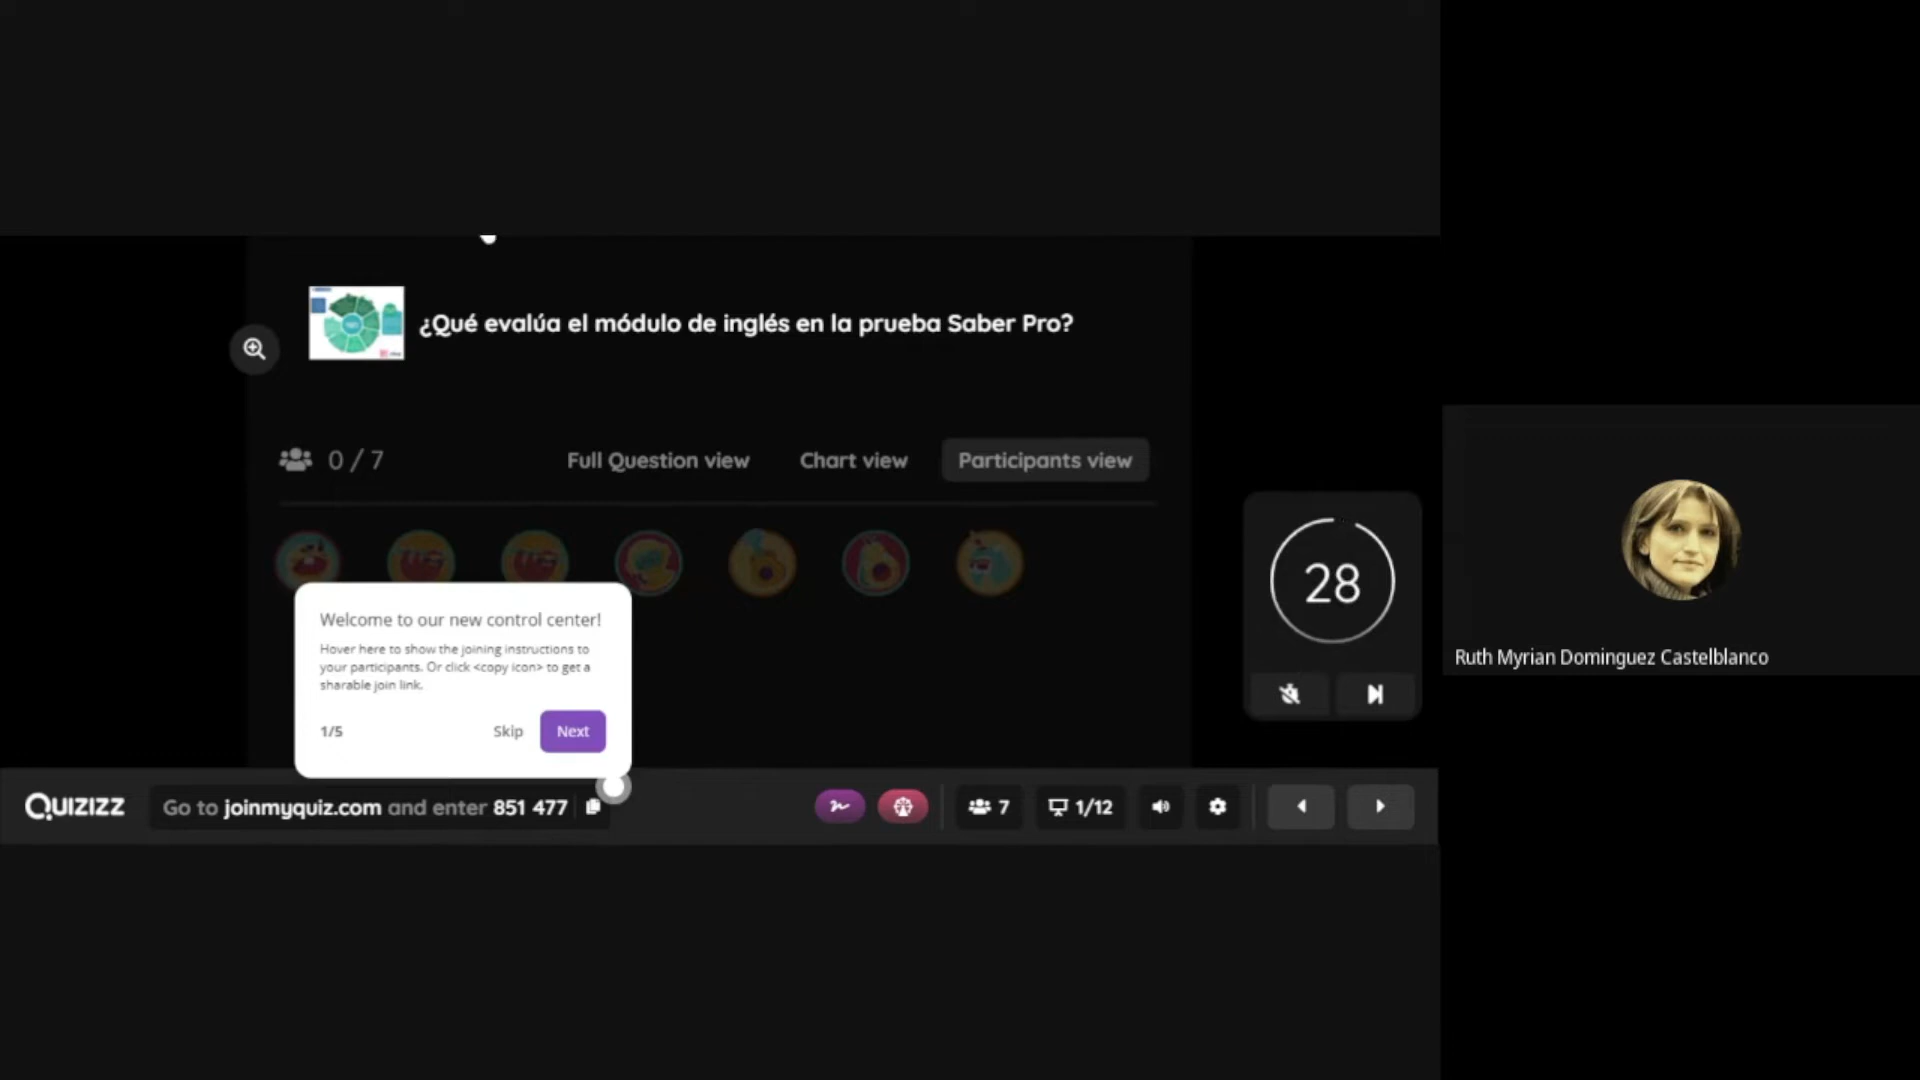 ¿Qué evalúa el módulo de inglés en la prueba Saber Pro?
0 / 7
Full Question view
Chart view
Participants view
28
Welcome to our new control center!
Hover here to show the joining instructions to
your participants. Or click <copy icon> to get a
sharable join link.
1/5
Skip
Next
Ruth Myrian Dominguez Castelblanco
QUIZIZZ
Go to joinmyquiz.com and enter 851 477
7
1/12